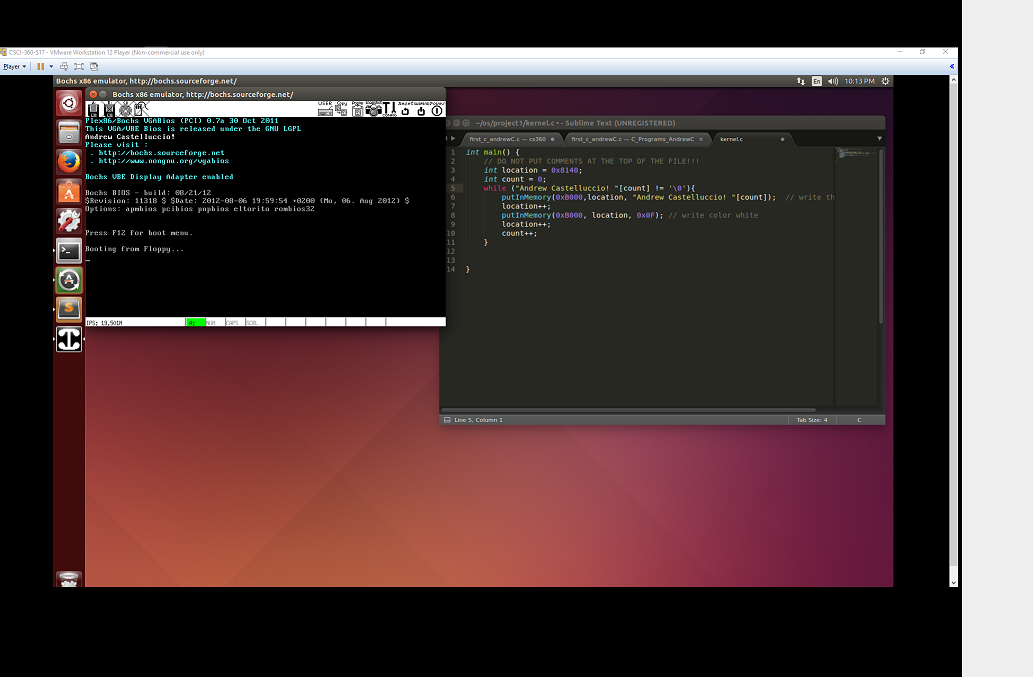 CSCI-360-S17 - VMware Workstation 12 Player (Non-commercial use only)
Player
Bochs x86 emulator, http://bochs.sourceforge.net/
En
10:13 PM
Bochs x86 emulator, http://bochs.sourceforge.net/
USER
Copy
Plex86/Bochs VGABios (PCI) 0.7a 30 Oct 2011
This VGA/VBE Bios is released under the GNU LGPL
Andrew Castelluccio!
Please visit :
. http://bochs.sourceforge.net
. http://www.nongnu.org/vgabios
Bochs VBE Display Adapter enabled
Bochs BIOS - build: 08/21/12
$Revision: 11318 $ $Date: 2012-08-06 19:59:54 +0200 (Mo, 06. Aug 2012) $
Options: apmbios pcibios pnpbios eltorito rombios32
Press F12 for boot menu.
Booting from Floppy...
_
IPS: 19,501M
A:
NUM
CAPS
SCRL
~/os/project1/kernel.c • - Sublime Text (UNREGISTERED)
first_c_andrewC.c — cs360
first_c_andrewC.c — C_Programs_AndrewC
kernel.c
1 int main() {
2 // DO NOT PUT COMMENTS AT THE TOP OF THE FILE!!!
3 int location = 0x8140;
4 int count = 0;
5 while ("Andrew Castelluccio! "[count] != '\0'){
6 putInMemory(0xB000,location, "Andrew Castelluccio! "[count]); // write th
7 location++;
8 putInMemory(0xB000, location, 0x0F); // write color white
9 location++;
10 count++;
11 }
12
13
14 }
Line 5, Column 1
Tab Size: 4
C